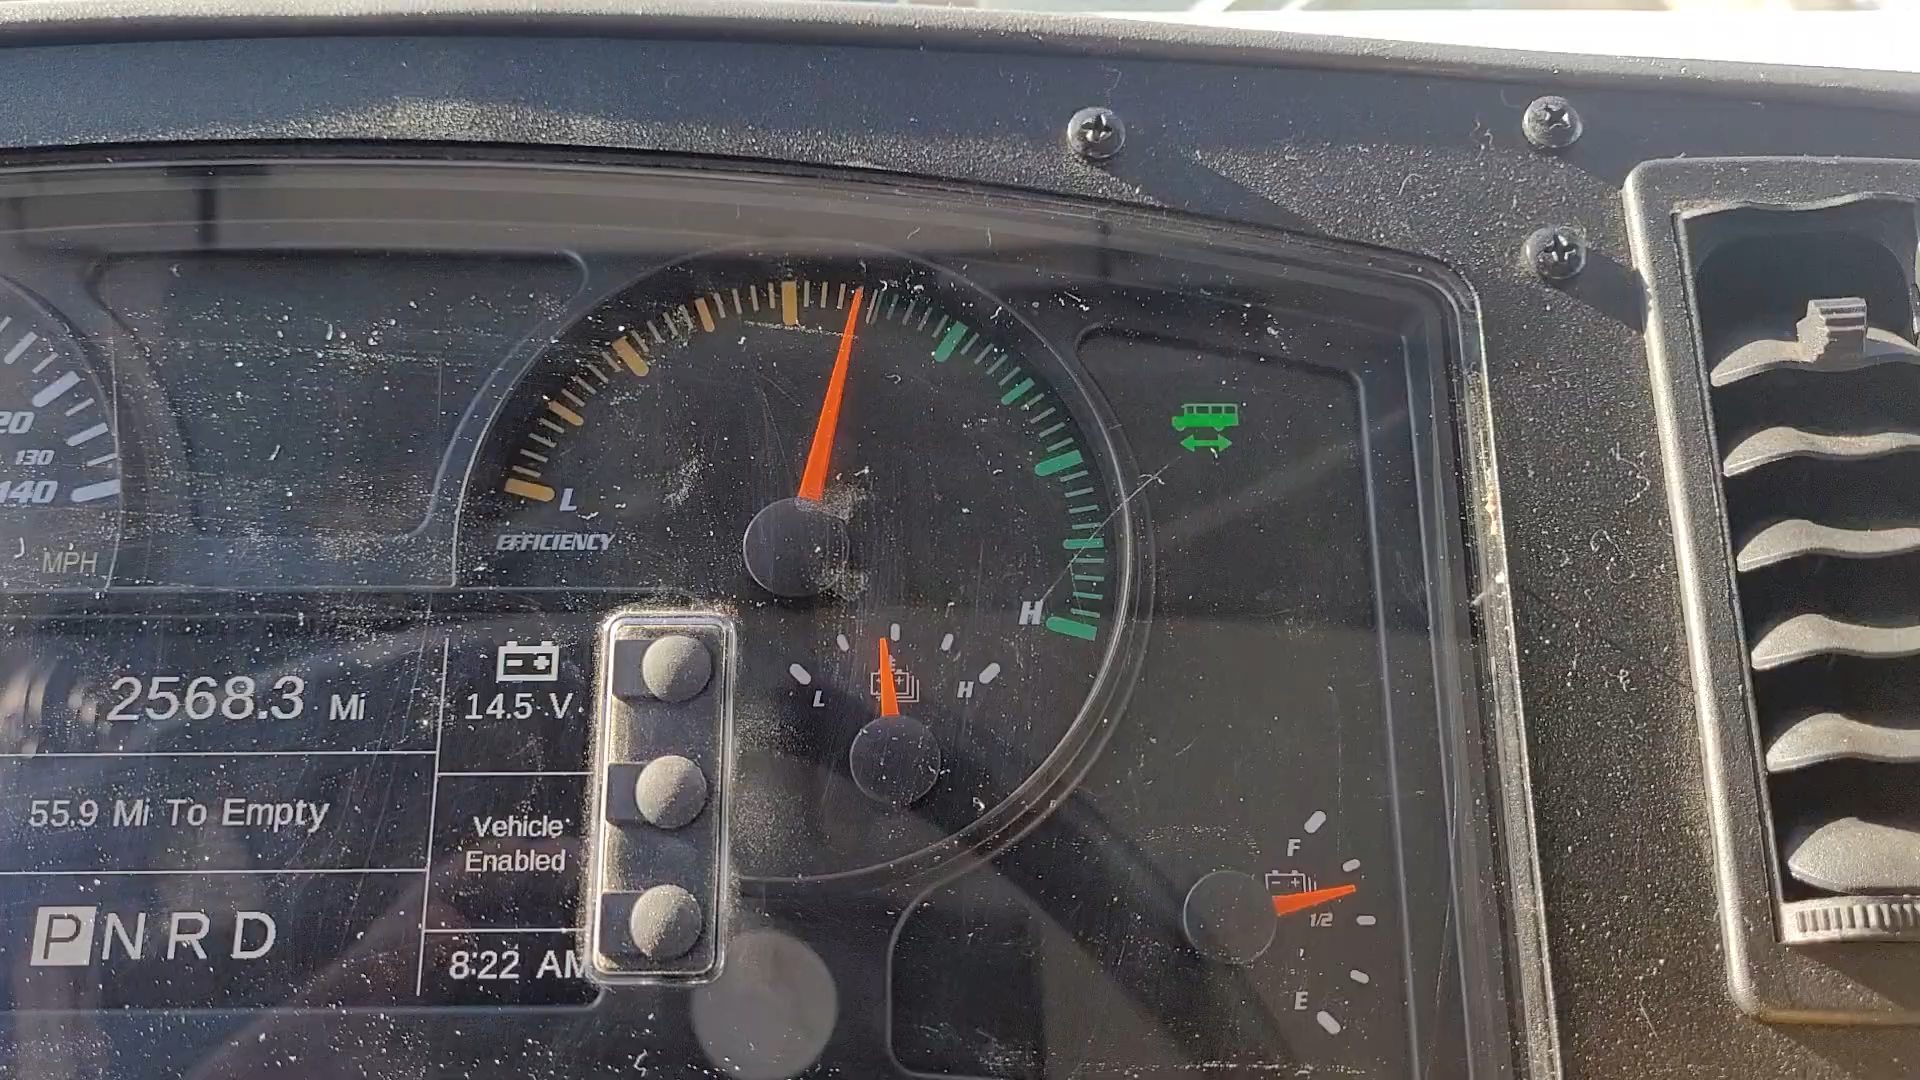 20
130
140
MPH
L
EFFICIENCY
H
2568.3 Mi
14.5 V
L
H
55.9 Mi To Empty
Vehicle
Enabled
F
1/2
E
P N R D
8:22 AM